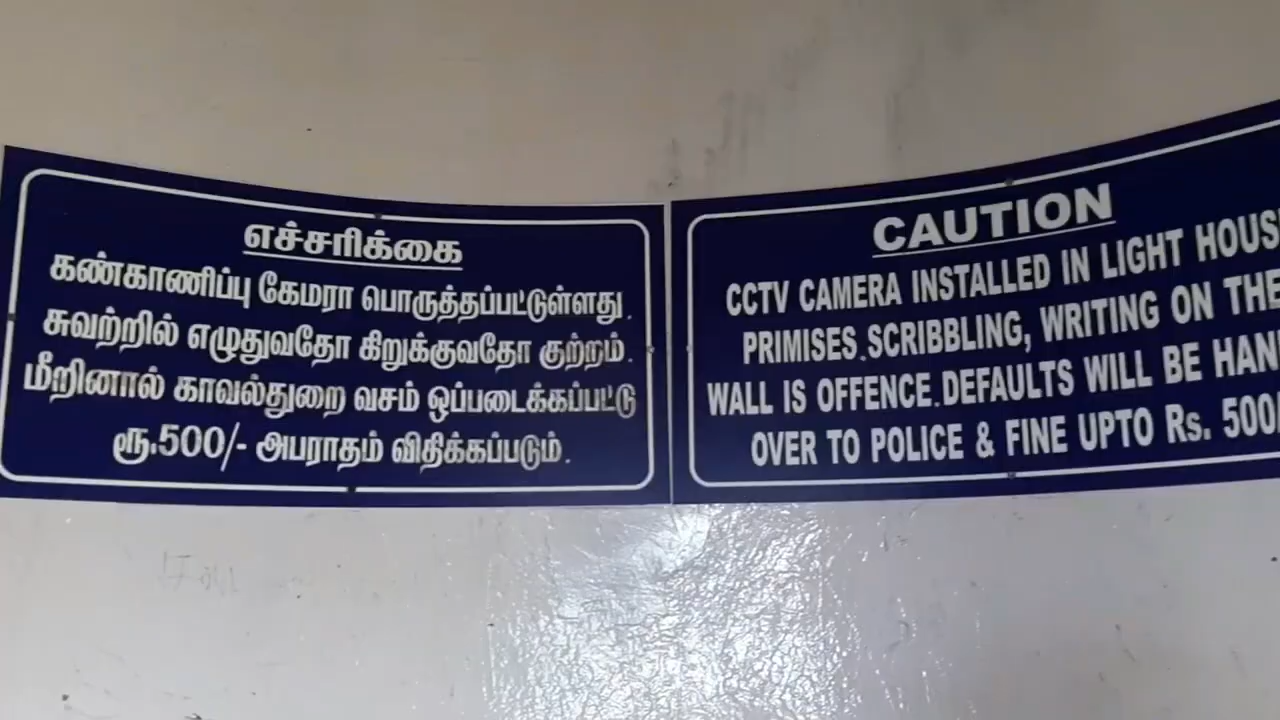 எச்சரிக்கை
கண்காணிப்பு கேமரா பொருத்தப்பட்டுள்ளது.
சுவற்றில் எழுதுவதோ கிறுக்குவதோ குற்றம்.
மீறினால் காவல்துறை வசம் ஒப்படைக்கப்பட்டு
ரூ.500/- அபராதம் விதிக்கப்படும்.
CAUTION
CCTV CAMERA INSTALLED IN LIGHT HOUS
PRIMISES.SCRIBBLING, WRITING ON THE
WALL IS OFFENCE.DEFAULTS WILL BE HAN
OVER TO POLICE & FINE UPTO Rs. 500/